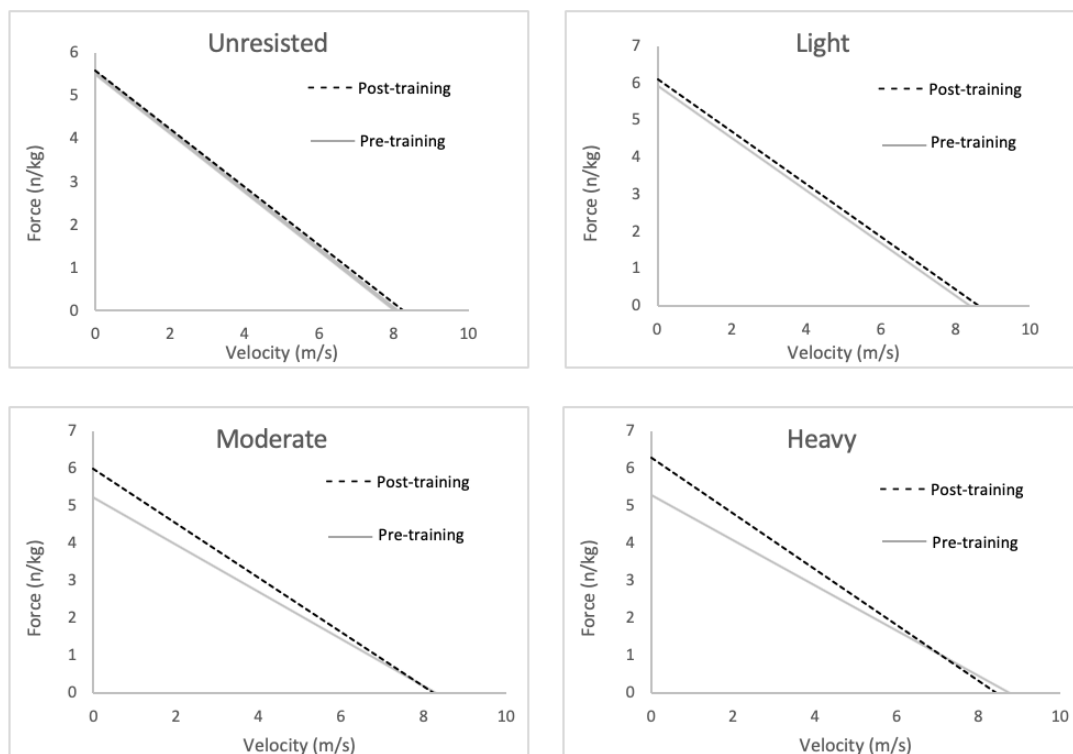 Unresisted
6
5
4
3
2
1
0
0 2 4 6 8 10
Force (n/kg)
Velocity (m/s)
Post-training
Pre-training
Light
7
6
5
4
3
2
1
0
0 2 4 6 8 10
Force (n/kg)
Velocity (m/s)
Post-training
Pre-training
Moderate
7
6
5
4
3
2
1
0
0 2 4 6 8 10
Force (n/kg)
Velocity (m/s)
Post-training
Pre-training
Heavy
7
6
5
4
3
2
1
0
0 2 4 6 8 10
Force (n/kg)
Velocity (m/s)
Post-training
Pre-training